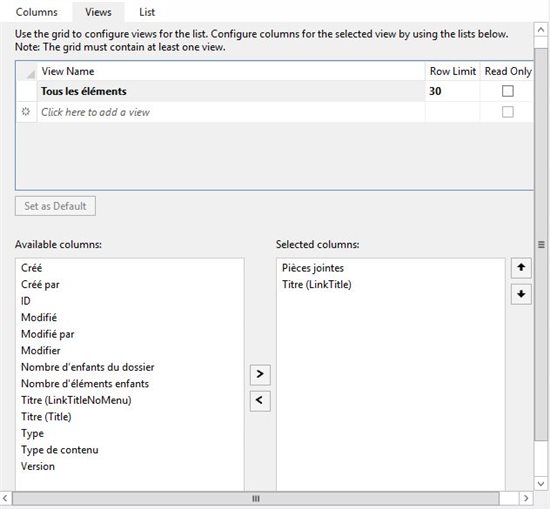 Columns Views List
Use the grid to configure views for the list. Configure columns for the selected view by using the lists below.
Note: The grid must contain at least one view.
View Name Row Limit Read Only
Tous les éléments 30
Click here to add a view
Set as Default
Available columns: Selected columns:
Créé Pièces jointes
Créé par Titre (LinkTitle)
ID
Modifié
Modifié par
Modifier
Nombre d'enfants du dossier
Nombre d'éléments enfants
Titre (LinkTitleNoMenu)
Titre (Title)
Type
Type de contenu
Version